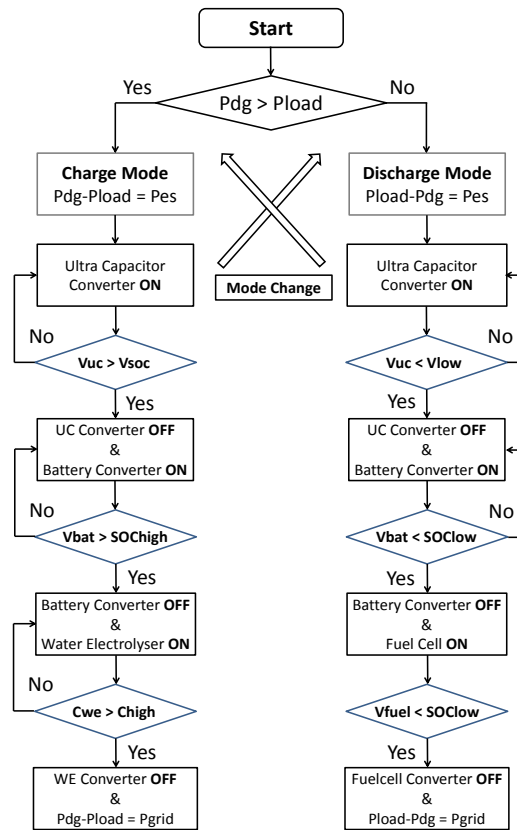 Start
Yes
No
Pdg > Pload
Charge Mode
Pdg-Pload = Pes
Discharge Mode
Pload-Pdg = Pes
Mode Change
Ultra Capacitor
Converter ON
Ultra Capacitor
Converter ON
No
Vuc > Vsoc
Vuc < Vlow
No
Yes
Yes
UC Converter OFF
&
Battery Converter ON
UC Converter OFF
&
Battery Converter ON
No
Vbat > SOChigh
Vbat < SOClow
No
Yes
Yes
Battery Converter OFF
&
Water Electrolyser ON
Battery Converter OFF
&
Fuel Cell ON
No
Cwe > Chigh
Vfuel < SOClow
Yes
Yes
WE Converter OFF
&
Pdg-Pload = Pgrid
Fuelcell Converter OFF
&
Pload-Pdg = Pgrid